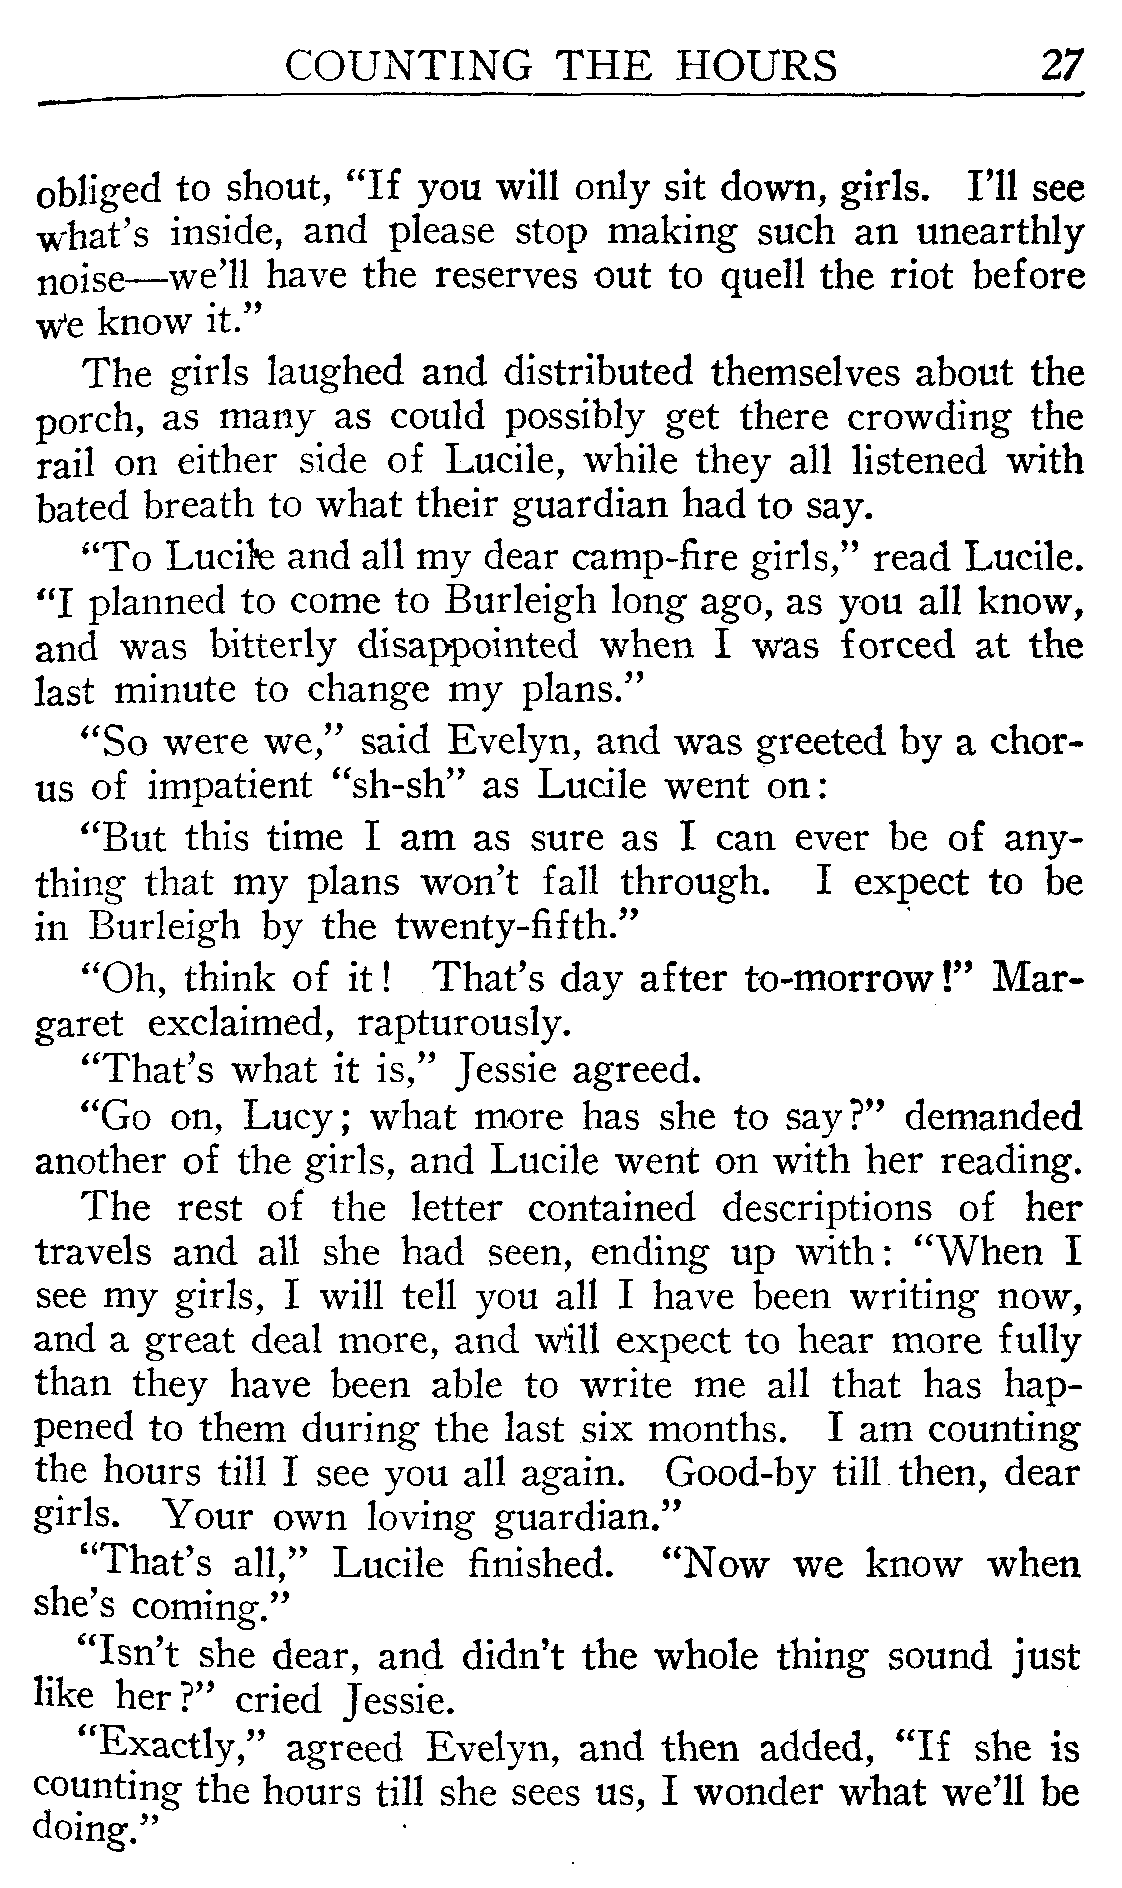 COUNTING THE HOURS 27
obliged to shout, “If you will only sit down, girls. I’ll see
what’s inside, and please stop making such an unearthly
noise—we’ll have the reserves out to quell the riot before
we know it.”
The girls laughed and distributed themselves about the
porch, as many as could possibly get there crowding the
rail on either side of Lucile, while they all listened with
bated breath to what their guardian had to say.
“To Lucile and all my dear camp-fire girls,” read Lucile.
“I planned to come to Burleigh long ago, as you all know,
and was bitterly disappointed when I was forced at the
last minute to change my plans.”
“So were we,” said Evelyn, and was greeted by a chor-
us of impatient “sh-sh” as Lucile went on:
“But this time I am as sure as I can ever be of any-
thing that my plans won’t fall through. I expect to be
in Burleigh by the twenty-fifth.”
“Oh, think of it! That’s day after to-morrow!” Mar-
garet exclaimed, rapturously.
“That’s what it is,” Jessie agreed.
“Go on, Lucy; what more has she to say?” demanded
another of the girls, and Lucile went on with her reading.
The rest of the letter contained descriptions of her
travels and all she had seen, ending up with: “When I
see my girls, I will tell you all I have been writing now,
and a great deal more, and will expect to hear more fully
than they have been able to write me all that has hap-
pened to them during the last six months. I am counting
the hours till I see you all again. Good-by till then, dear
girls. Your own loving guardian.”
“That’s all,” Lucile finished. “Now we know when
she’s coming.”
“Isn’t she dear, and didn’t the whole thing sound just
like her?” cried Jessie.
“Exactly,” agreed Evelyn, and then added, “If she is
counting the hours till she sees us, I wonder what we’ll be
doing.”